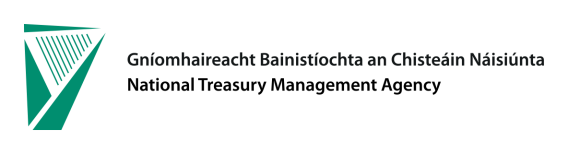 Gníomhaireacht Bainistíochta an Chisteáin Náisiúnta
National Treasury Management Agency